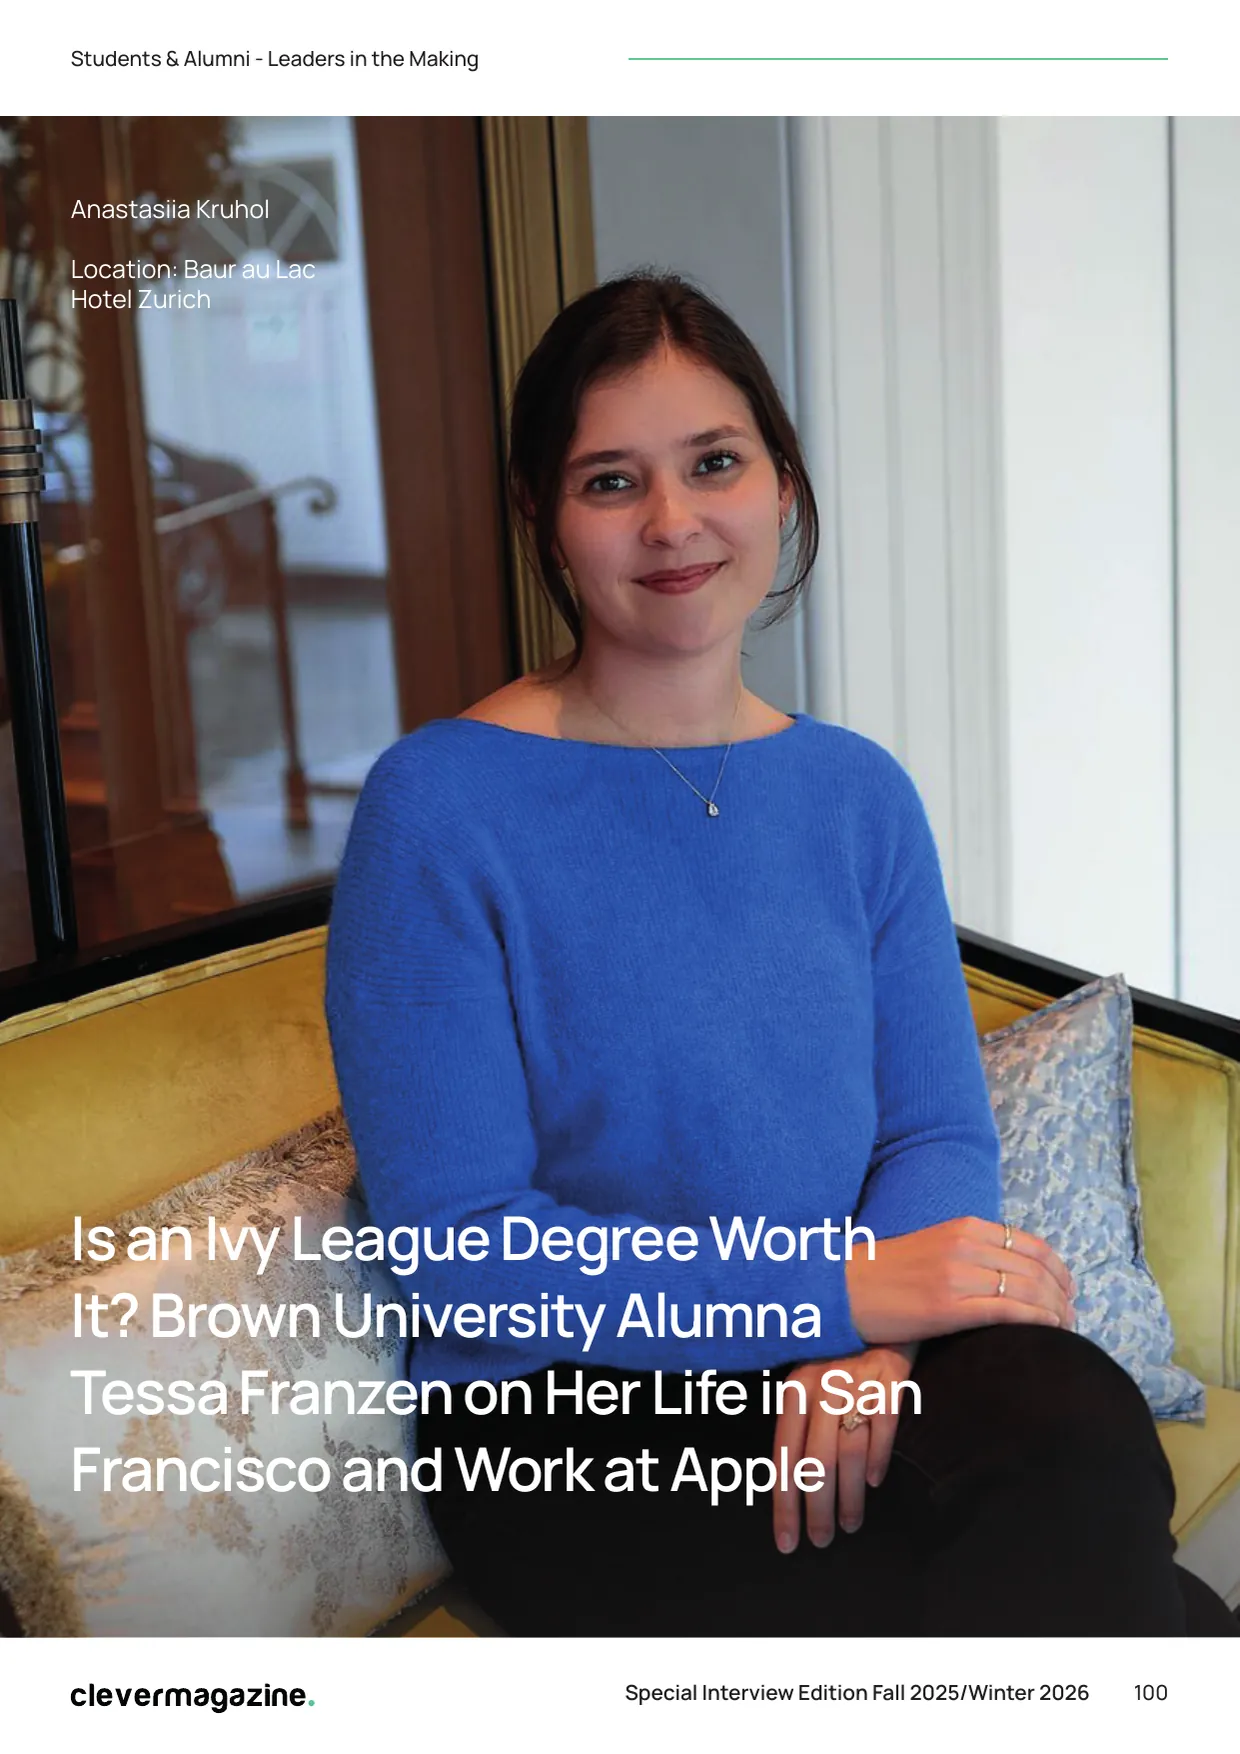 Students & Alumni - Leaders in the Making
Anastasiia Kruhol
Location: Baur au Lac
Hotel Zurich
Is an Ivy League Degree Worth
It? Brown University Alumna
Tessa Franzen on Her Life in San
Francisco and Work at Apple
clevermagazine.
Special Interview Edition Fall 2025/Winter 2026 100